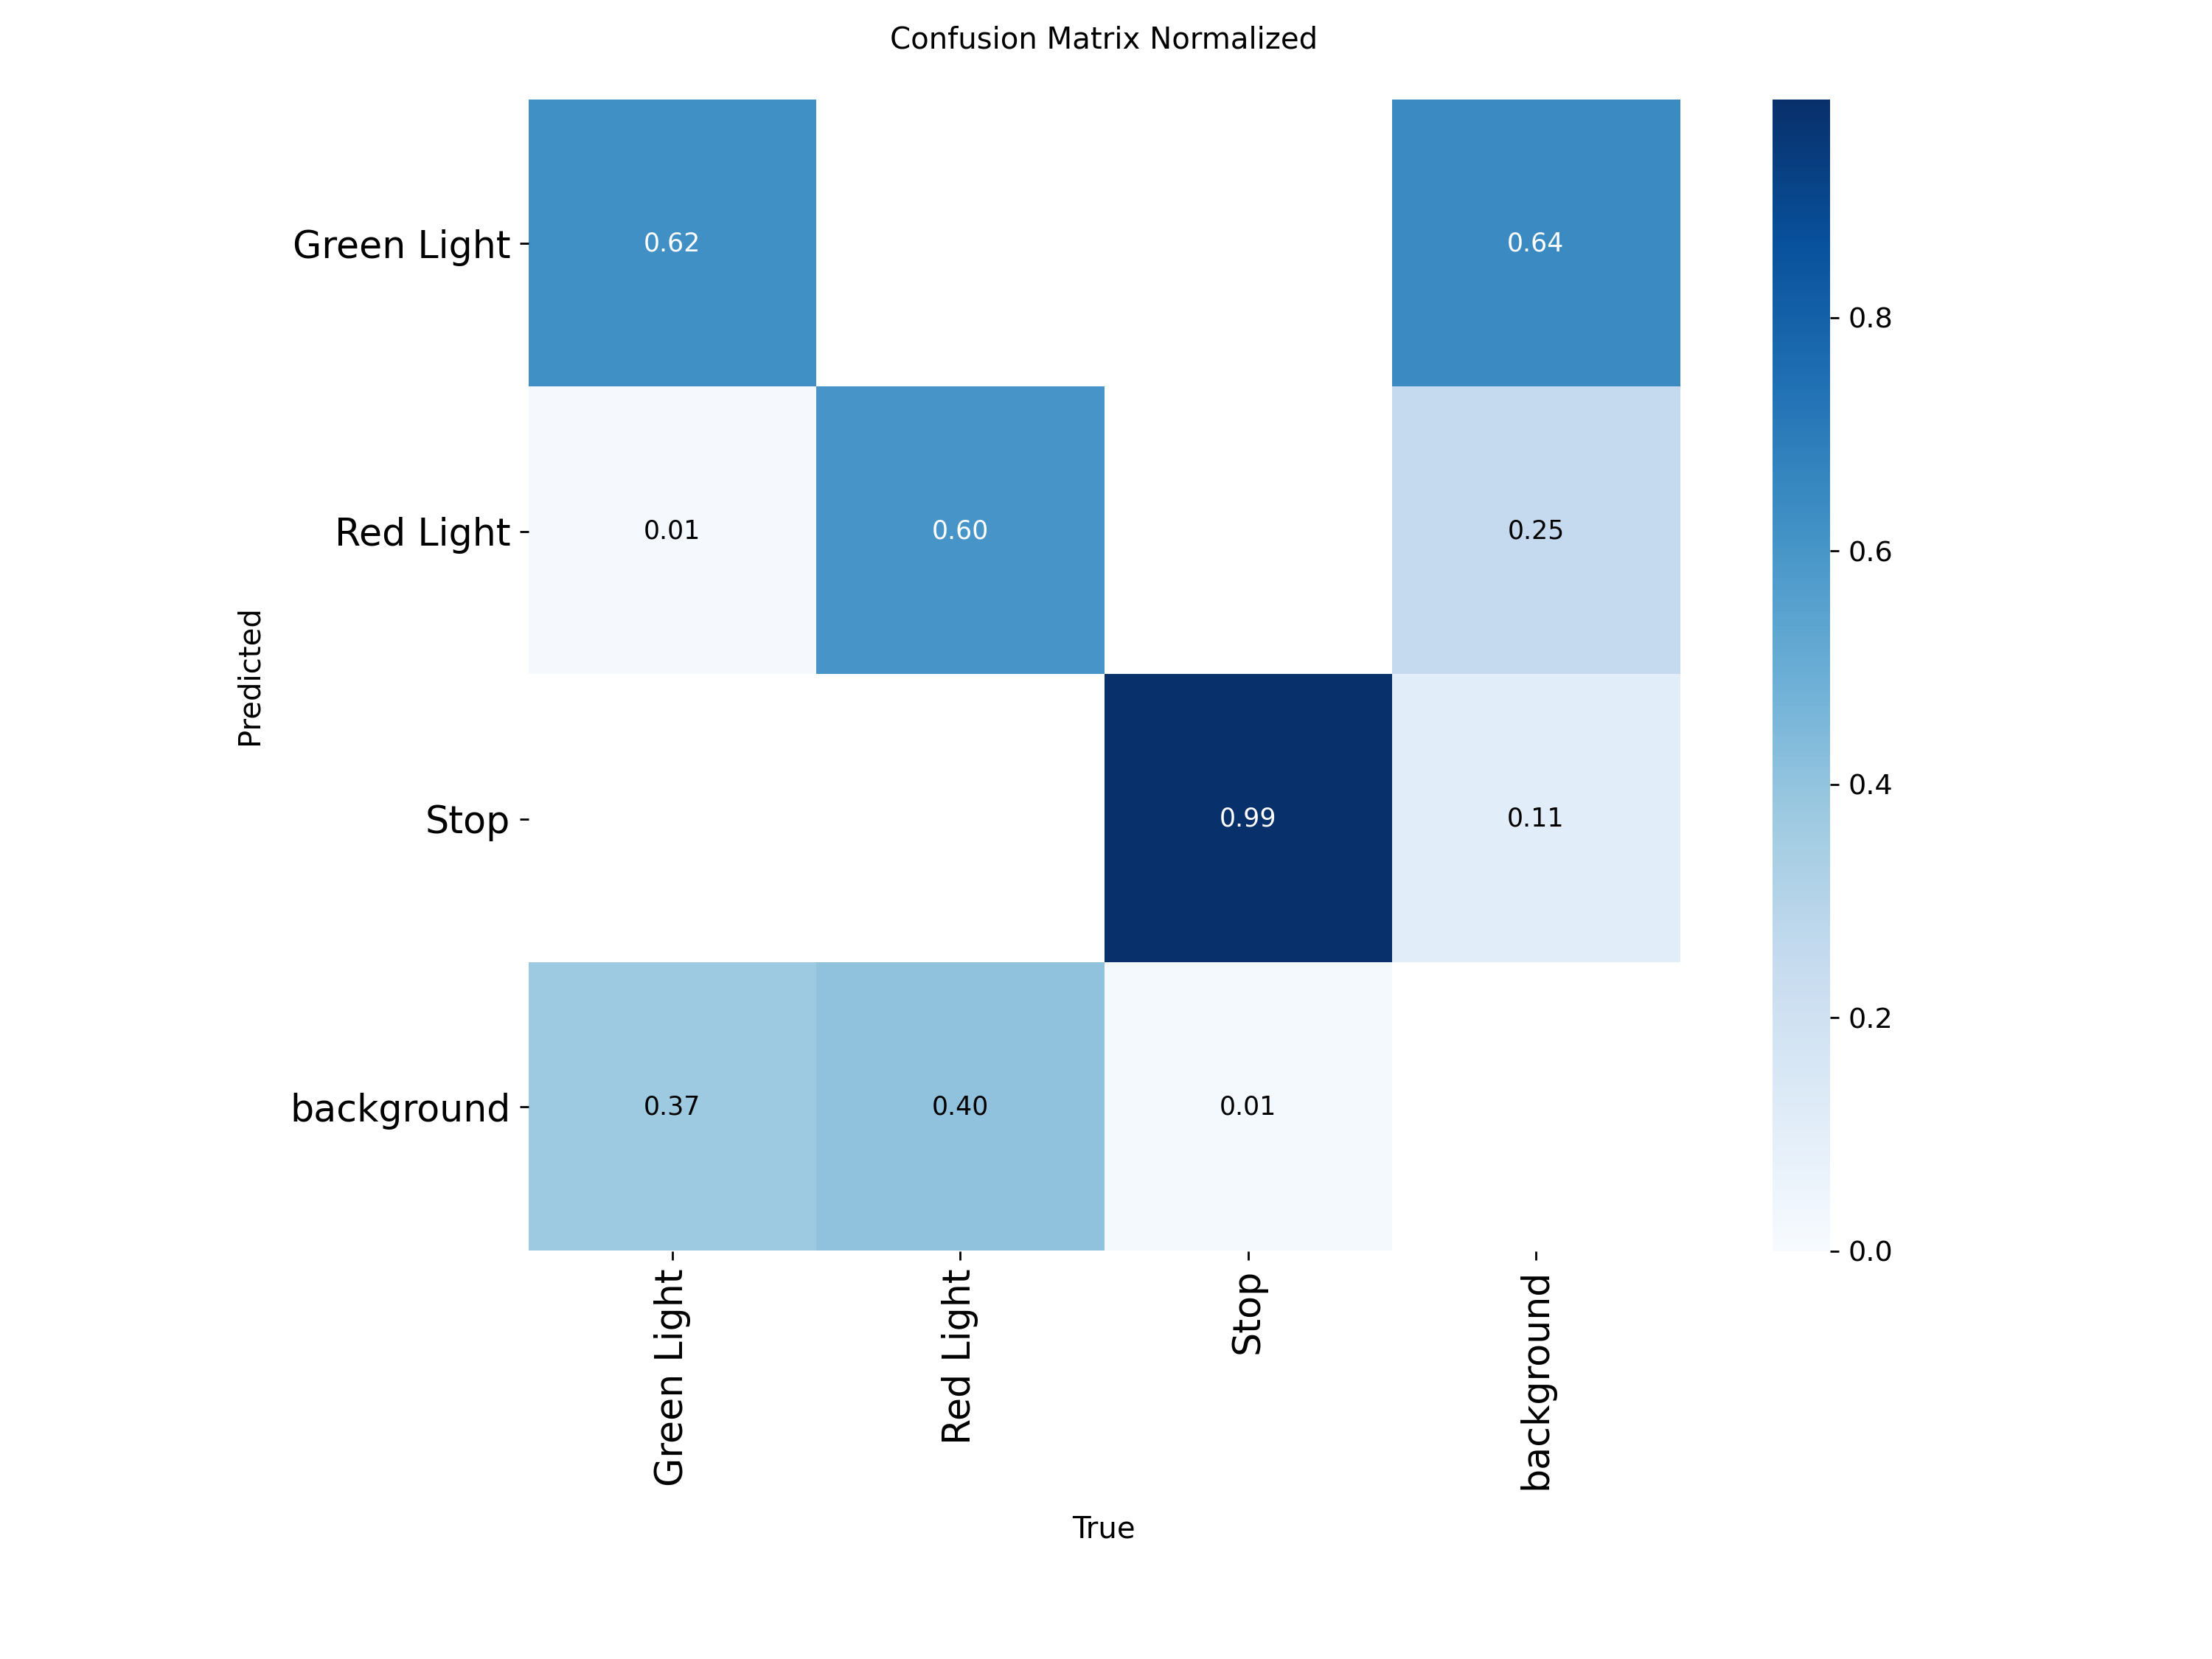 Confusion Matrix Normalized
Green Light
0.62
0.64
0.8
Red Light
0.01
0.60
0.25
0.6
Predicted
Stop
0.99
0.11
0.4
background
0.37
0.40
0.01
0.2
0.0
Green Light
Red Light
Stop
background
True